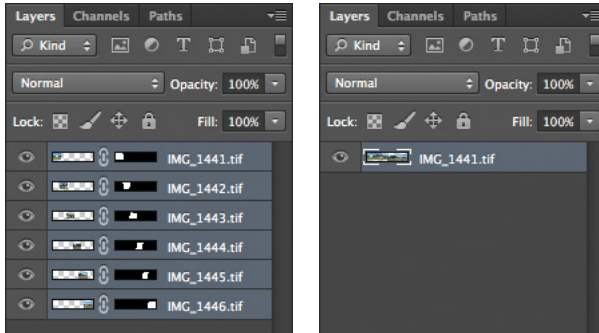 Layers Channels Paths
Kind
Normal Opacity: 100%
Lock: Fill: 100%
IMG_1441.tif
IMG_1442.tif
IMG_1443.tif
IMG_1444.tif
IMG_1445.tif
IMG_1446.tif
Layers Channels Paths
Kind
Normal Opacity: 100%
Lock: Fill: 100%
IMG_1441.tif